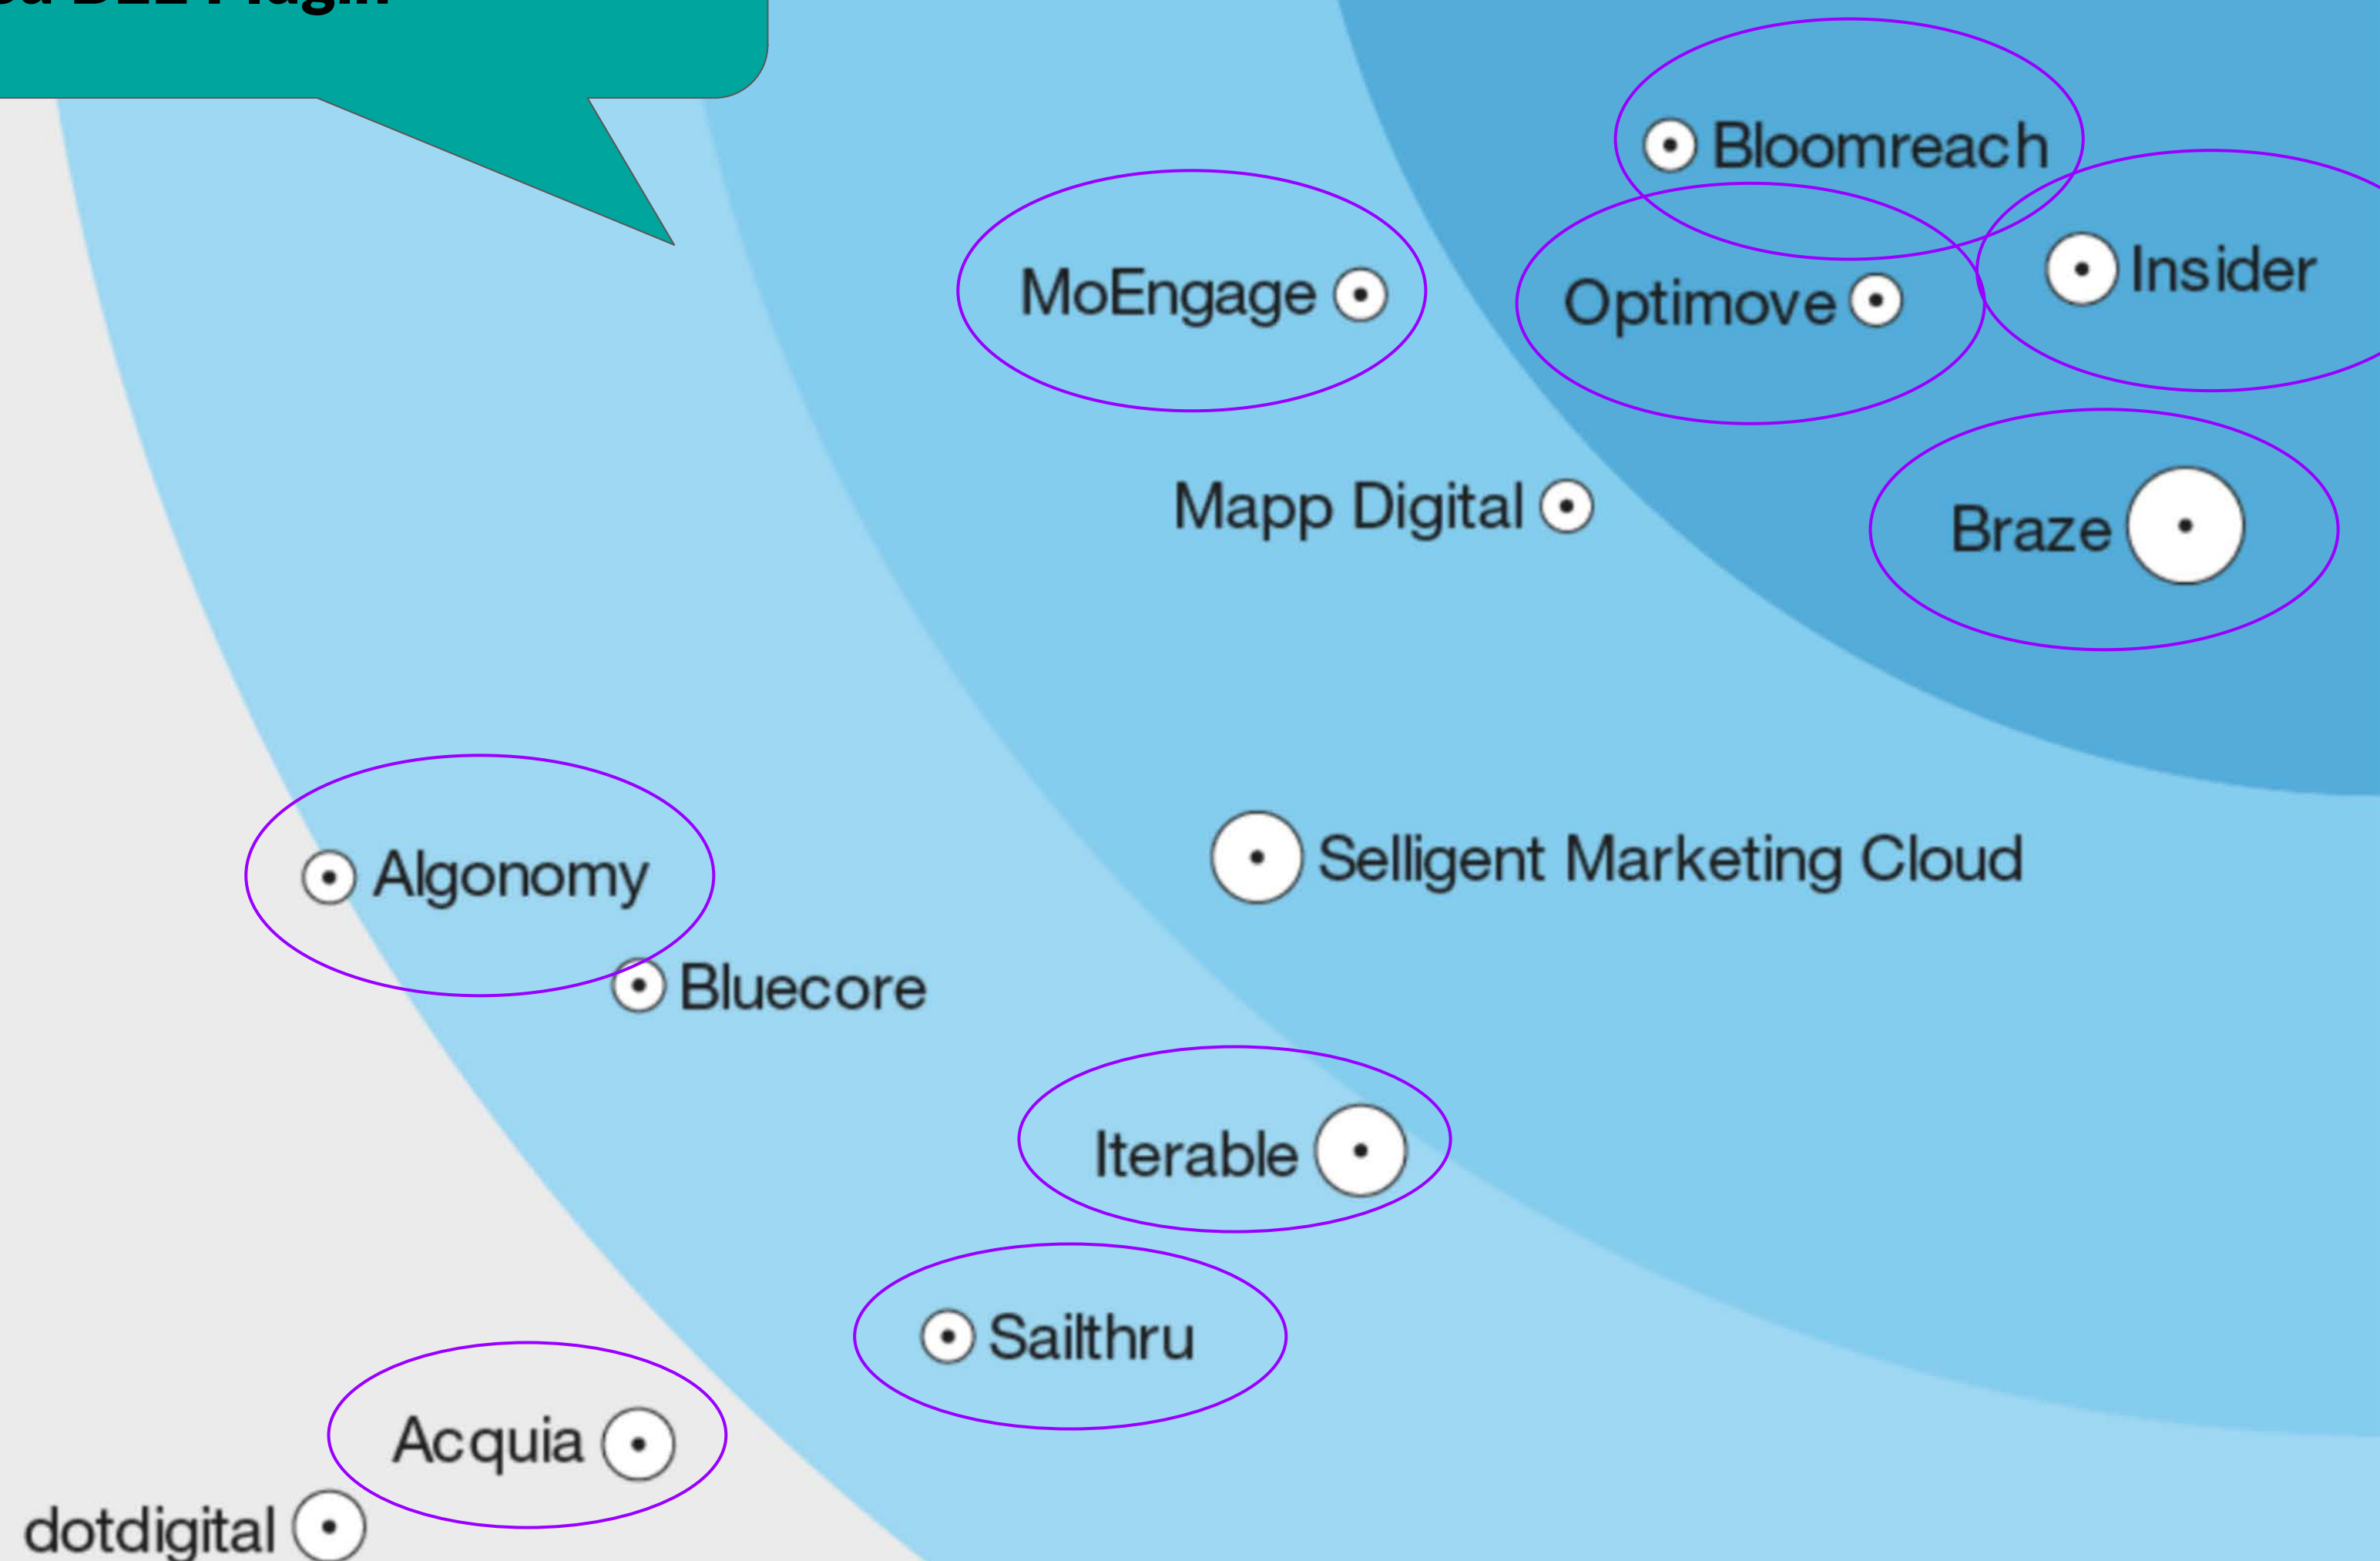 Bloomreach
MoEngage
Optimove
Insider
Mapp Digital
Braze
Algonomy
Selligent Marketing Cloud
Bluecore
Iterable
Sailthru
Acquia
dotdigital